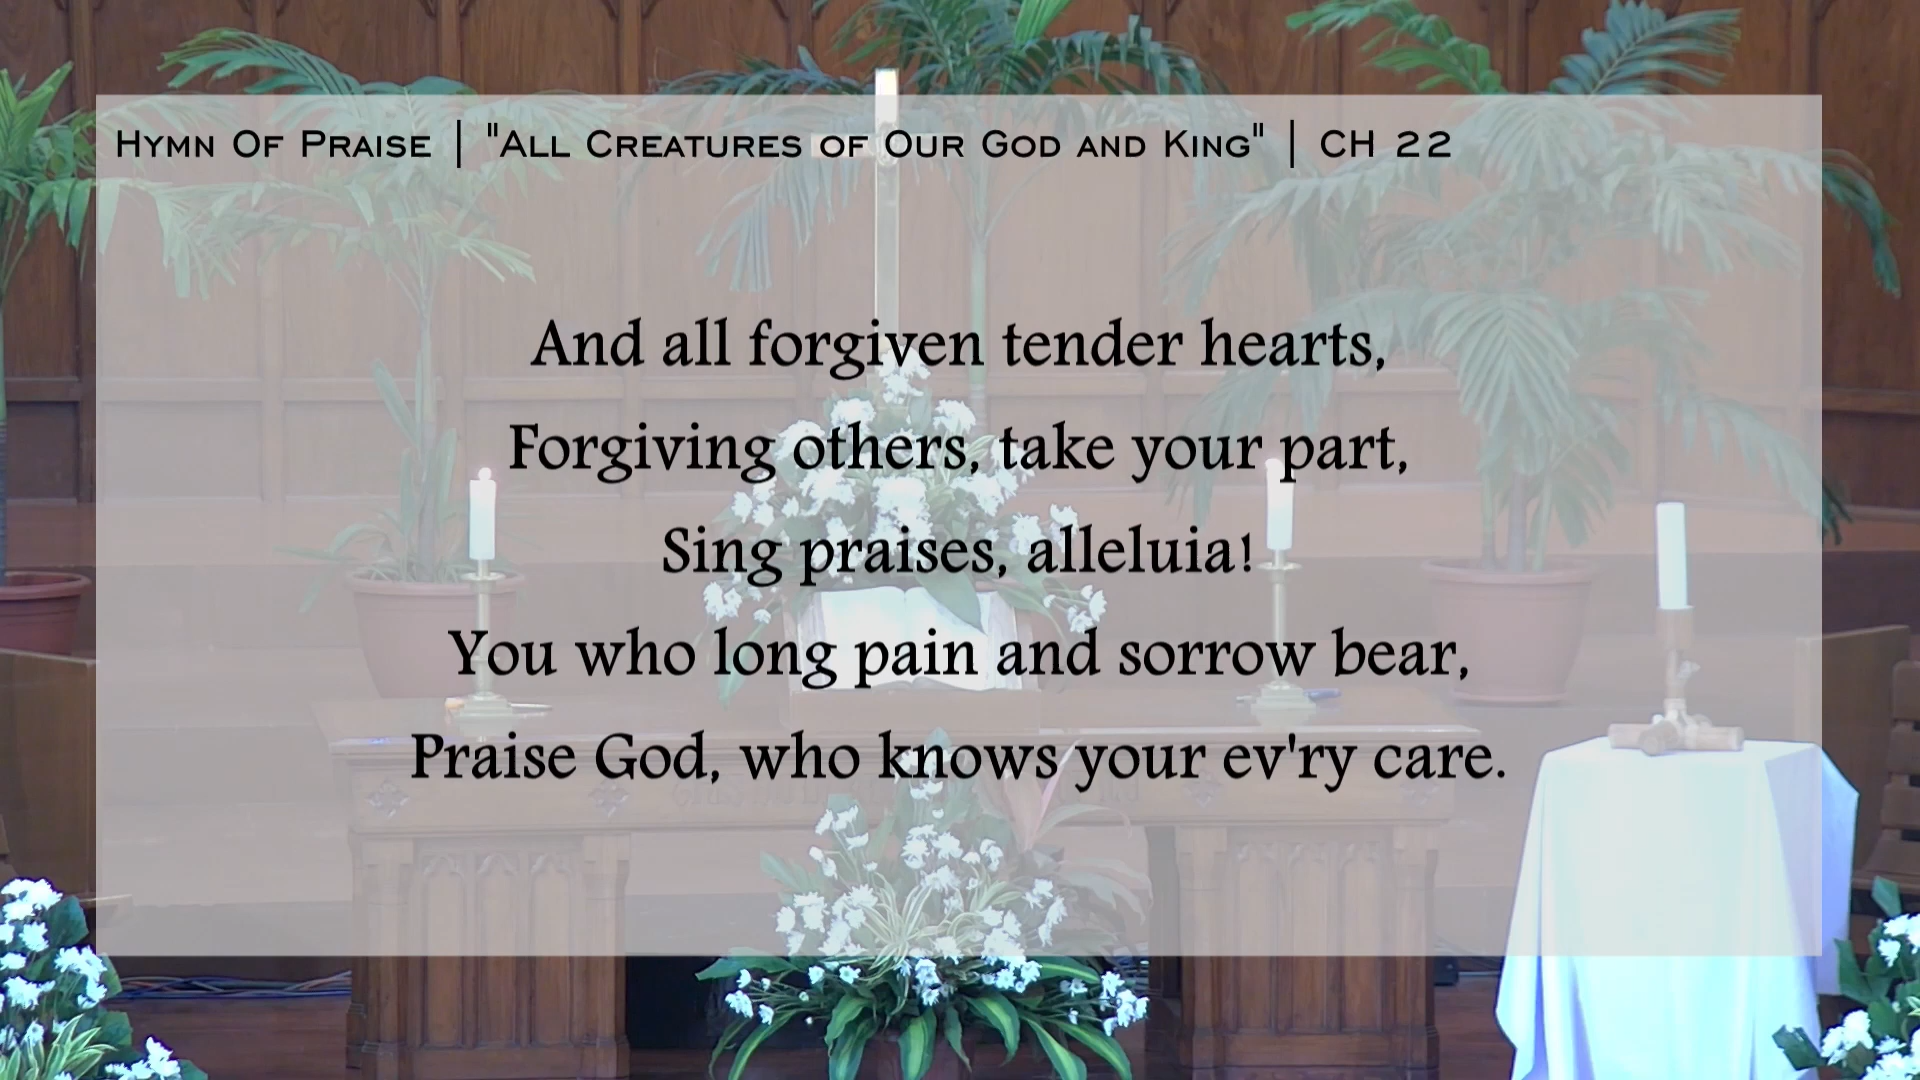 Hymn Of Praise | "All Creatures of Our God and King" | CH 22
And all forgiven tender hearts,
Forgiving others, take your part,
Sing praises, alleluia!
You who long pain and sorrow bear,
Praise God, who knows your ev'ry care.